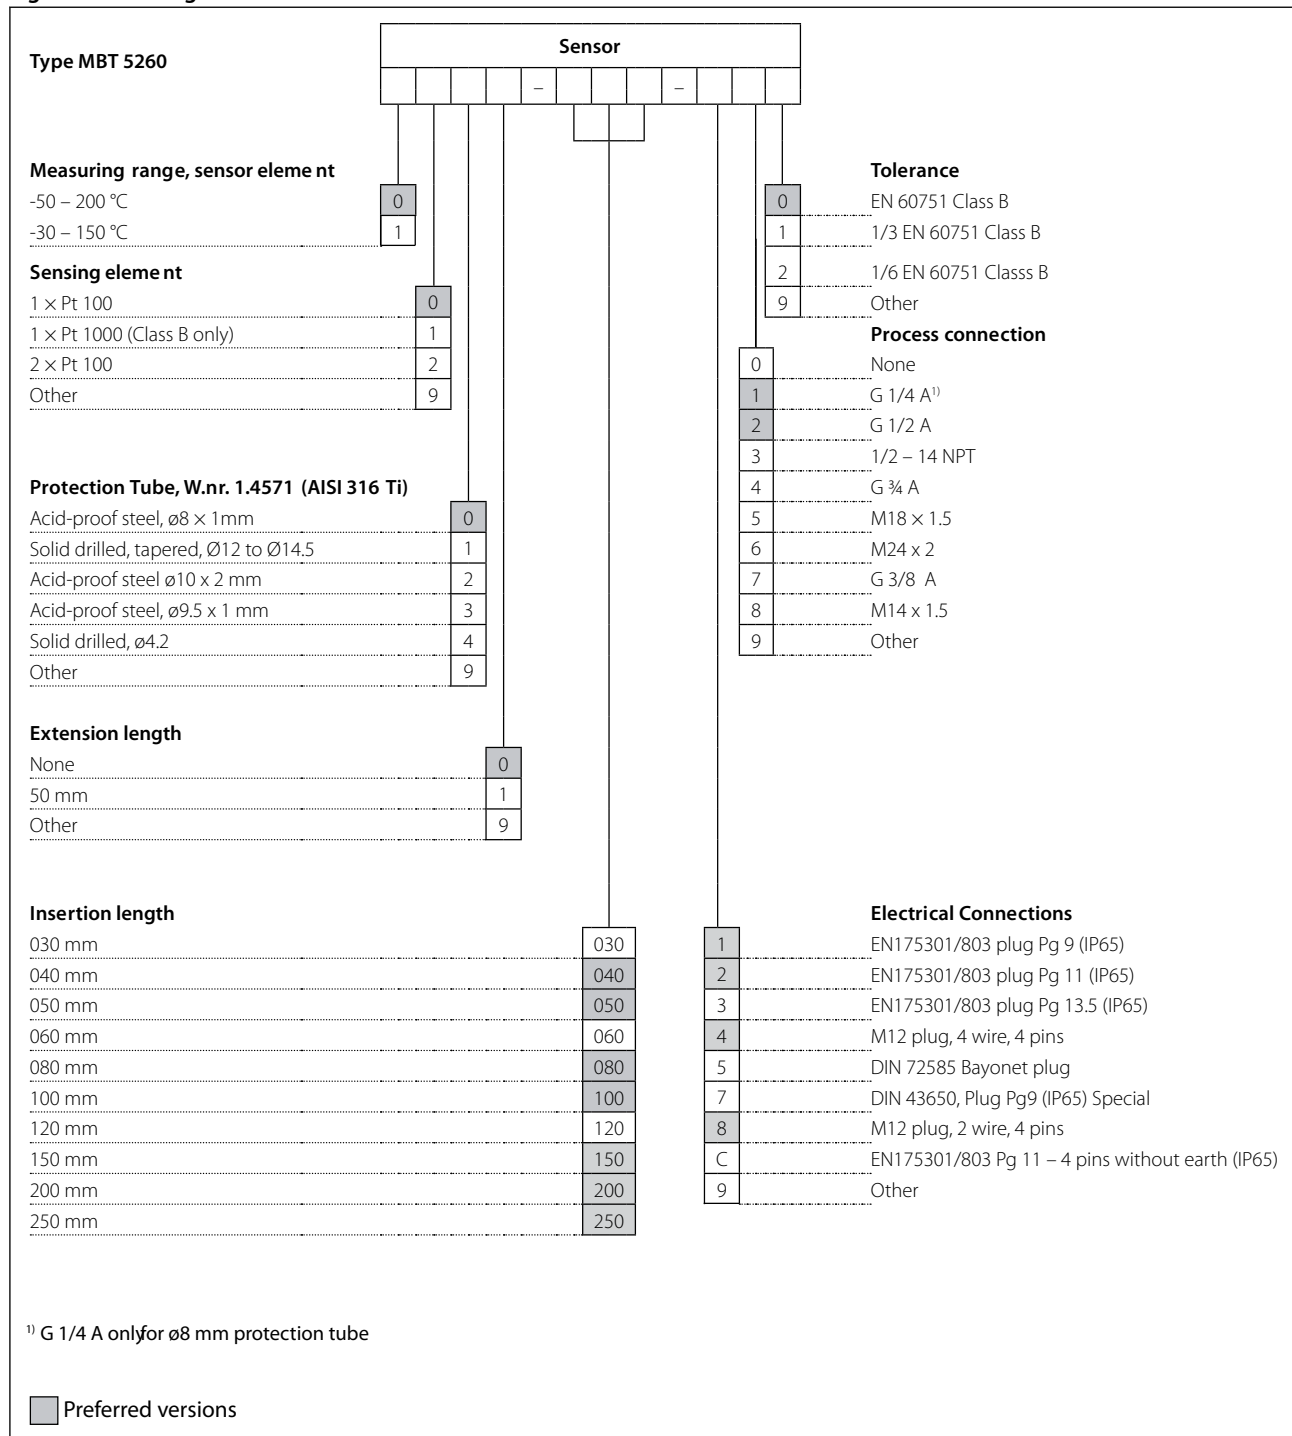 Type MBT 5260
Sensor
– –
Measuring range, sensor eleme nt
-50 – 200 °C 0
-30 – 150 °C 1
Sensing eleme nt
1 × Pt 100 0
1 × Pt 1000 (Class B only) 1
2 × Pt 100 2
Other 9
Protection Tube, W.nr. 1.4571 (AISI 316 Ti)
Acid-proof steel, ø8 × 1mm 0
Solid drilled, tapered, Ø12 to Ø14.5 1
Acid-proof steel ø10 x 2 mm 2
Acid-proof steel, ø9.5 x 1 mm 3
Solid drilled, ø4.2 4
Other 9
Extension length
None 0
50 mm 1
Other 9
Insertion length
030 mm 030
040 mm 040
050 mm 050
060 mm 060
080 mm 080
100 mm 100
120 mm 120
150 mm 150
200 mm 200
250 mm 250
Tolerance
0 EN 60751 Class B
1 1/3 EN 60751 Class B
2 1/6 EN 60751 Classs B
9 Other
Process connection
0 None
1 G 1/4 A1)
2 G 1/2 A
3 1/2 – 14 NPT
4 G ¾ A
5 M18 × 1.5
6 M24 x 2
7 G 3/8 A
8 M14 x 1.5
9 Other
Electrical Connections
1 EN175301/803 plug Pg 9 (IP65)
2 EN175301/803 plug Pg 11 (IP65)
3 EN175301/803 plug Pg 13.5 (IP65)
4 M12 plug, 4 wire, 4 pins
5 DIN 72585 Bayonet plug
7 DIN 43650, Plug Pg9 (IP65) Special
8 M12 plug, 2 wire, 4 pins
C EN175301/803 Pg 11 – 4 pins without earth (IP65)
9 Other
1) G 1/4 A only for ø8 mm protection tube
Preferred versions